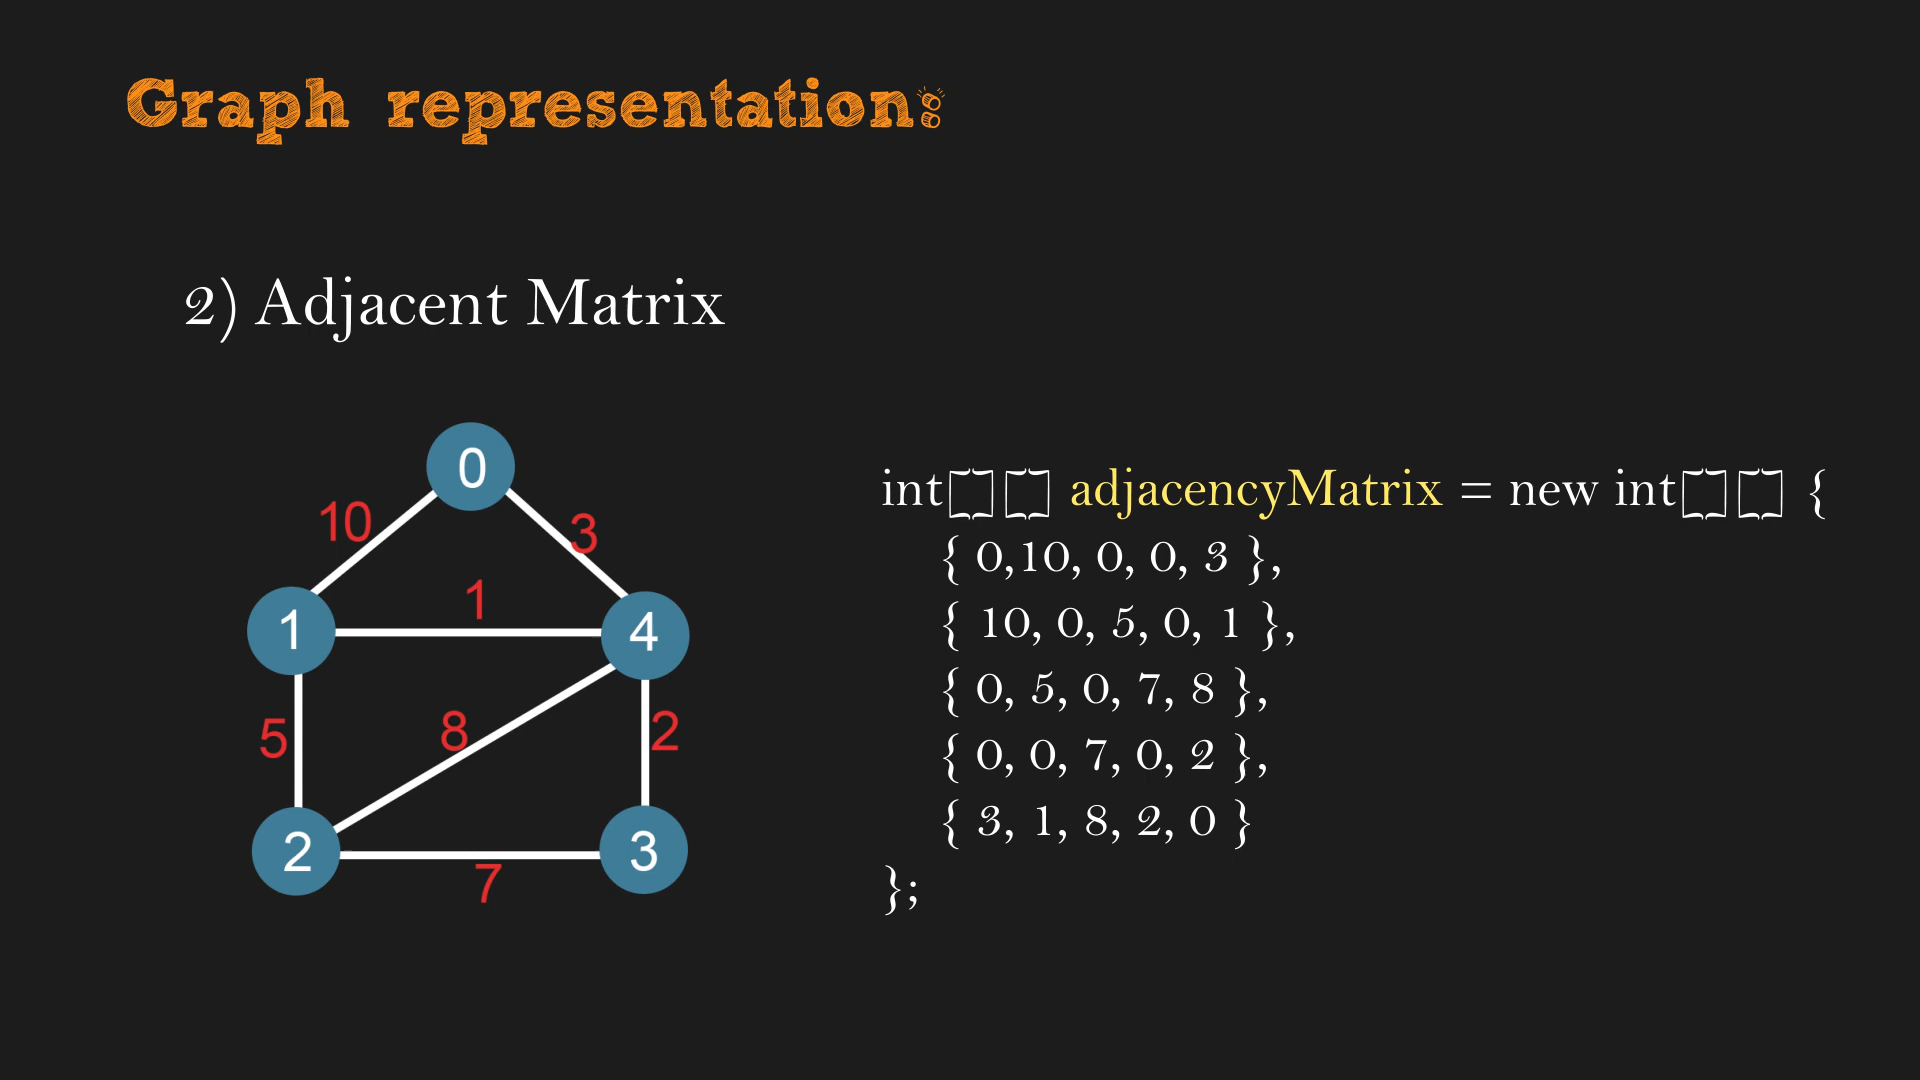 Graph representation:
2) Adjacent Matrix
0
10
3
1
1
4
5
8
2
2
3
7
int[][] adjacencyMatrix = new int[][] {
{ 0,10, 0, 0, 3 },
{ 10, 0, 5, 0, 1 },
{ 0, 5, 0, 7, 8 },
{ 0, 0, 7, 0, 2 },
{ 3, 1, 8, 2, 0 }
};